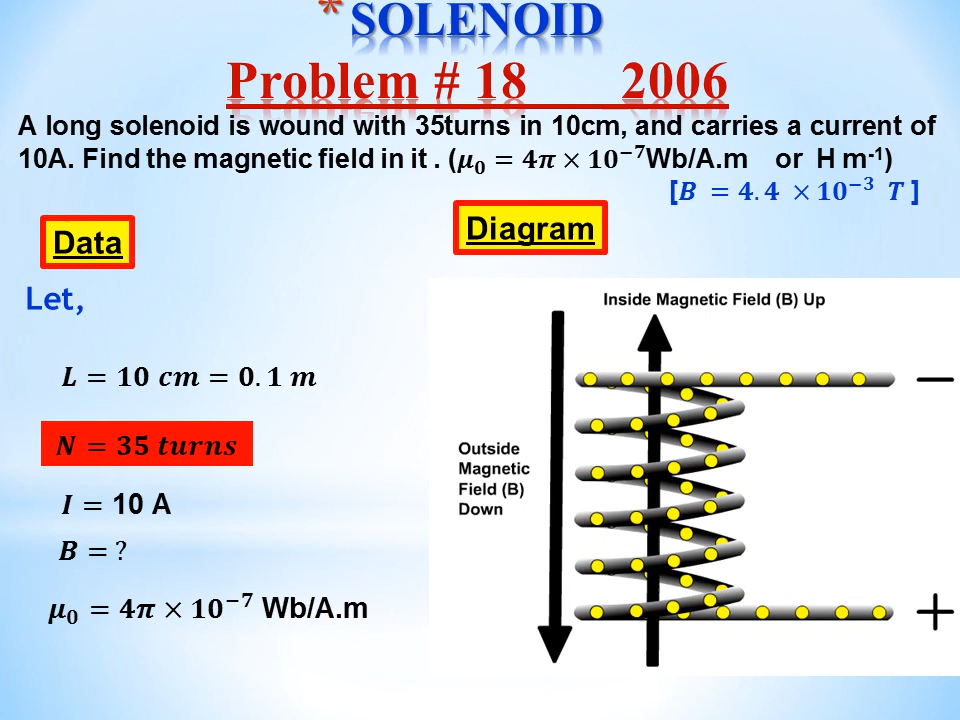 * SOLENOID
Problem # 18 2006
A long solenoid is wound with 35turns in 10cm, and carries a current of
10A. Find the magnetic field in it . (𝝁₀ = 𝟒𝝅 × 𝟏𝟎⁻⁷Wb/A.m or H m⁻¹)
[𝑩 = 𝟒.𝟒 × 𝟏𝟎⁻³ 𝑻 ]
Data
Diagram
Let,
𝑳 = 𝟏𝟎 𝒄𝒎 = 𝟎.𝟏 𝒎
𝑵 = 𝟑𝟓 𝒕𝒖𝒓𝒏𝒔
𝑰 = 10 A
𝑩 = ?
𝝁₀ = 𝟒𝝅 × 𝟏𝟎⁻⁷ Wb/A.m
Inside Magnetic Field (B) Up
Outside
Magnetic
Field (B)
Down
−
+